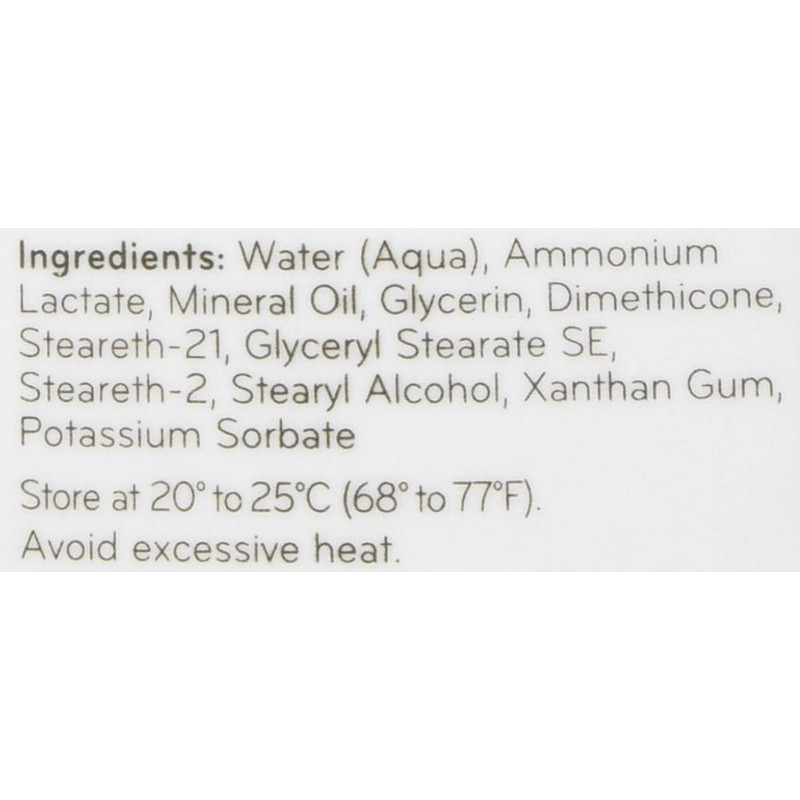 Ingredients: Water (Aqua), Ammonium
Lactate, Mineral Oil, Glycerin, Dimethicone,
Steareth-21, Glyceryl Stearate SE,
Steareth-2, Stearyl Alcohol, Xanthan Gum,
Potassium Sorbate
Store at 20° to 25°C (68° to 77°F).
Avoid excessive heat.